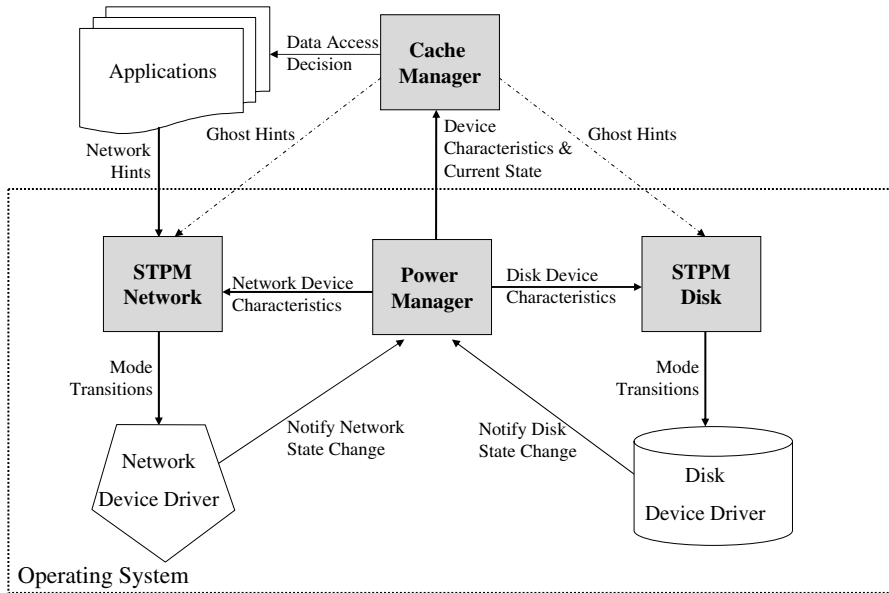 Applications
Data Access
Decision
Cache
Manager
Network
Hints
Ghost Hints
Device
Characteristics &
Current State
Ghost Hints
STPM
Network
Network Device
Characteristics
Power
Manager
Disk Device
Characteristics
STPM
Disk
Mode
Transitions
Notify Network
State Change
Notify Disk
State Change
Mode
Transitions
Network
Device Driver
Disk
Device Driver
Operating System